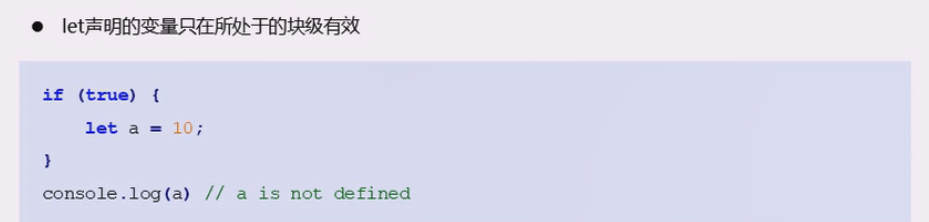 ● let声明的变量只在所处于的块级有效
if (true) {
    let a = 10;
}
console.log(a) // a is not defined